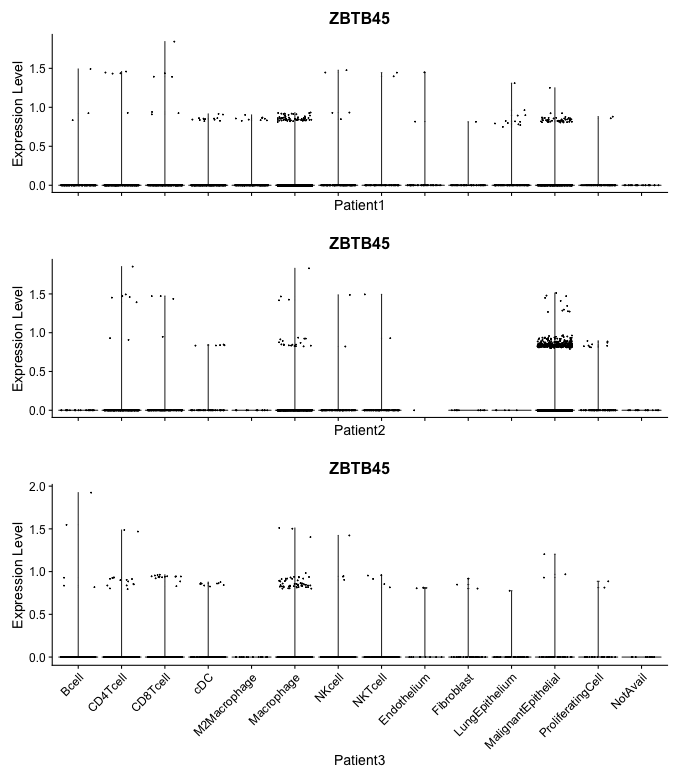 ZBTB45
Expression Level
1.5
1.0
0.5
0.0
Patient1
ZBTB45
Expression Level
1.5
1.0
0.5
0.0
Patient2
ZBTB45
Expression Level
2.0
1.5
1.0
0.5
0.0
Bcell
CD4Tcell
CD8Tcell
cDC
M2Macrophage
Macrophage
NKcell
NKTcell
Endothelium
Fibroblast
LungEpithelium
MalignantEpithelial
ProliferatingCell
NotAvail
Patient3